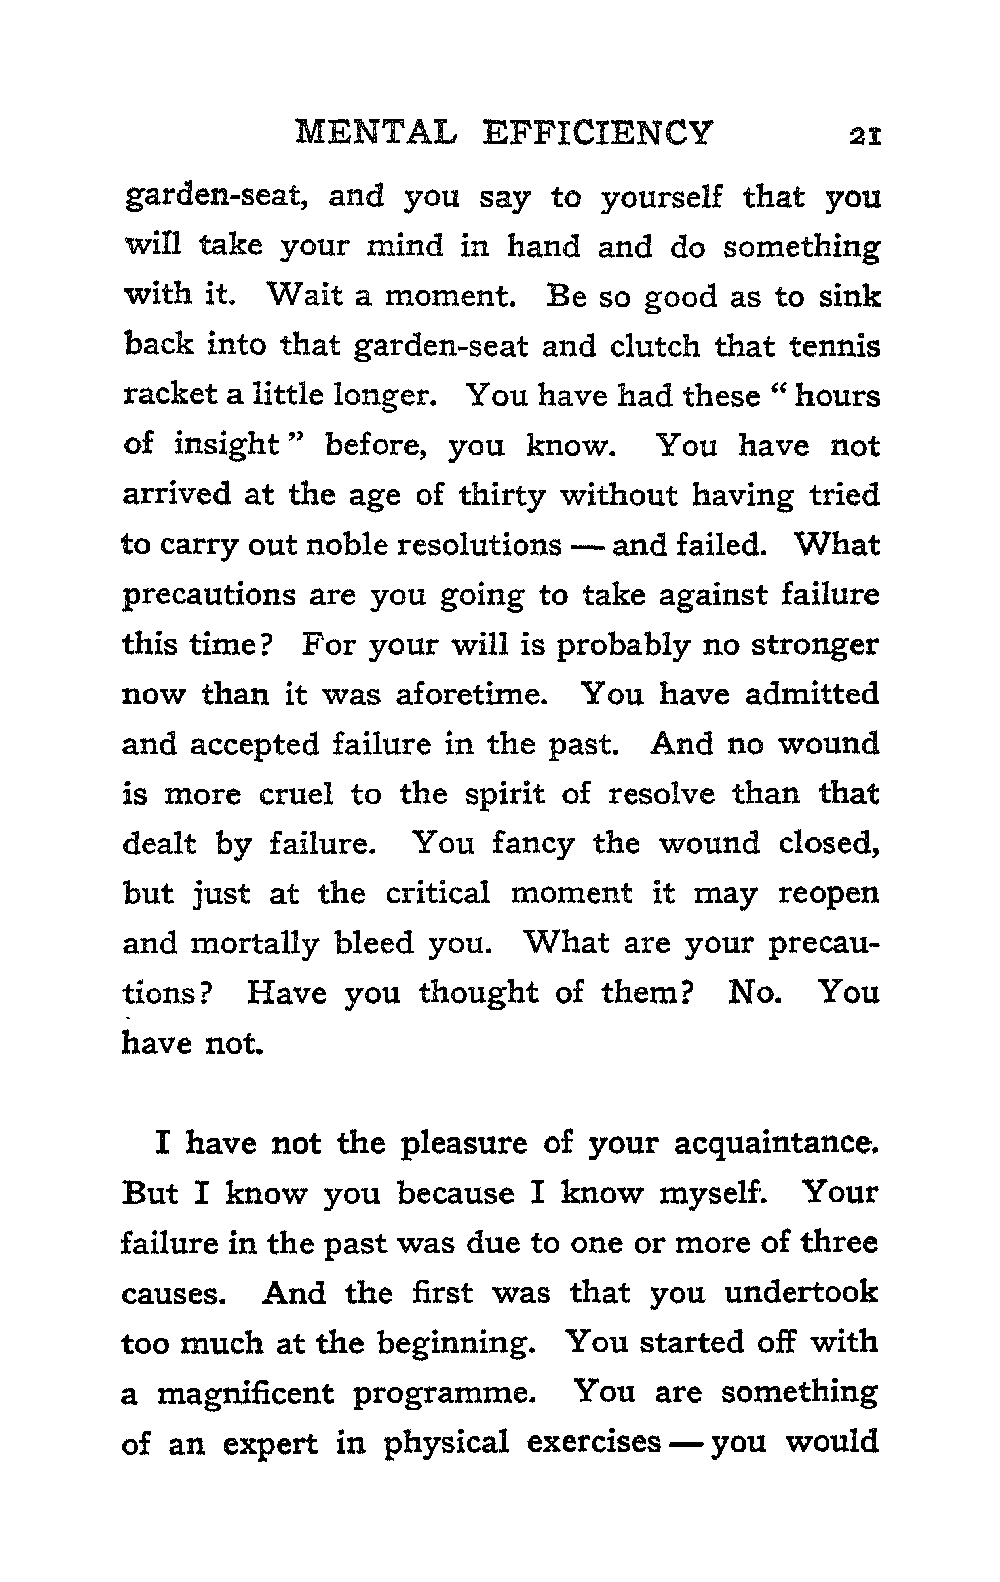 MENTAL EFFICIENCY 21
garden-seat, and you say to yourself that you
will take your mind in hand and do something
with it. Wait a moment. Be so good as to sink
back into that garden-seat and clutch that tennis
racket a little longer. You have had these “ hours
of insight ” before, you know. You have not
arrived at the age of thirty without having tried
to carry out noble resolutions — and failed. What
precautions are you going to take against failure
this time? For your will is probably no stronger
now than it was aforetime. You have admitted
and accepted failure in the past. And no wound
is more cruel to the spirit of resolve than that
dealt by failure. You fancy the wound closed,
but just at the critical moment it may reopen
and mortally bleed you. What are your precau-
tions? Have you thought of them? No. You
have not.
I have not the pleasure of your acquaintance.
But I know you because I know myself. Your
failure in the past was due to one or more of three
causes. And the first was that you undertook
too much at the beginning. You started off with
a magnificent programme. You are something
of an expert in physical exercises — you would